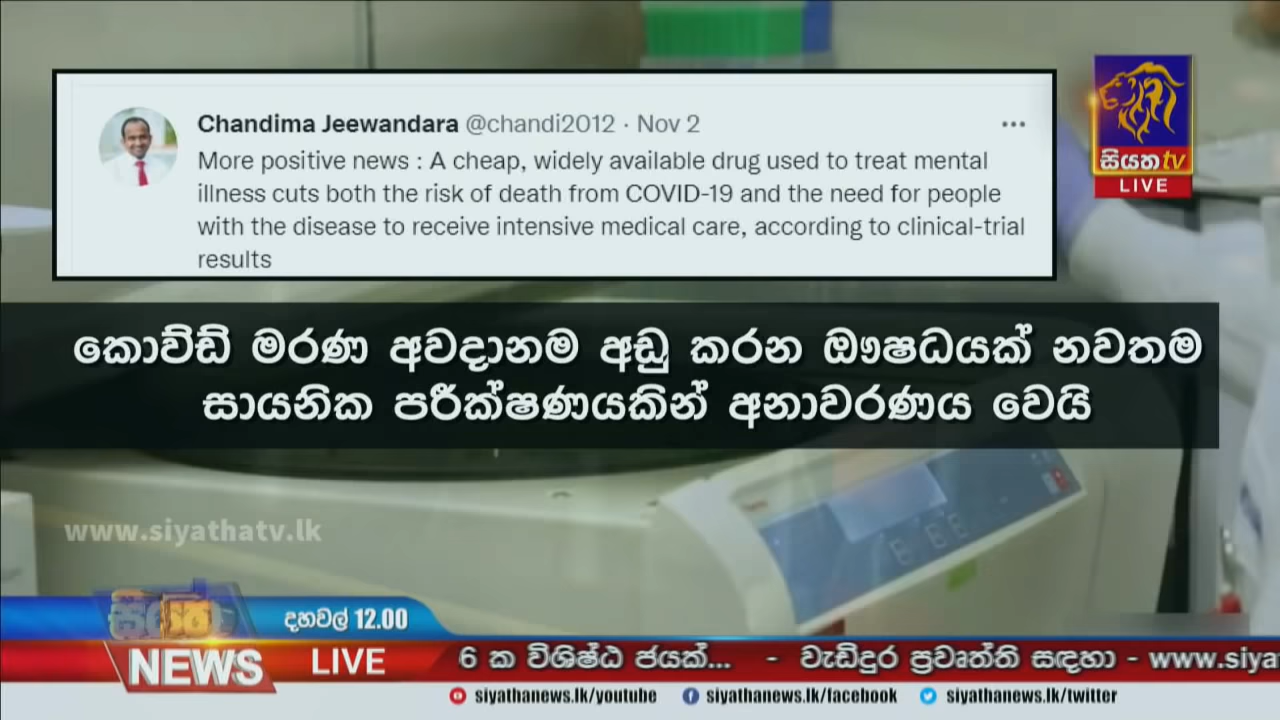 Chandima Jeewandara @chandi2012 · Nov 2
More positive news : A cheap, widely available drug used to treat mental
illness cuts both the risk of death from COVID-19 and the need for people
with the disease to receive intensive medical care, according to clinical-trial
results
සියත tv
LIVE
කොවිඩ් මරණ අවදානම අඩු කරන ඖෂධයක් නවතම
සායනික පරීක්ෂණයකින් අනාවරණය වෙයි
www.siyathatv.lk
සියත
දහවල් 12.00
NEWS LIVE
6 ක විශිෂ්ඨ ජයක්... - වැඩිදුර ප්‍රවෘත්ති සඳහා - www.siya
siyathanews.lk/youtube siyathanews.lk/facebook siyathanews.lk/twitter